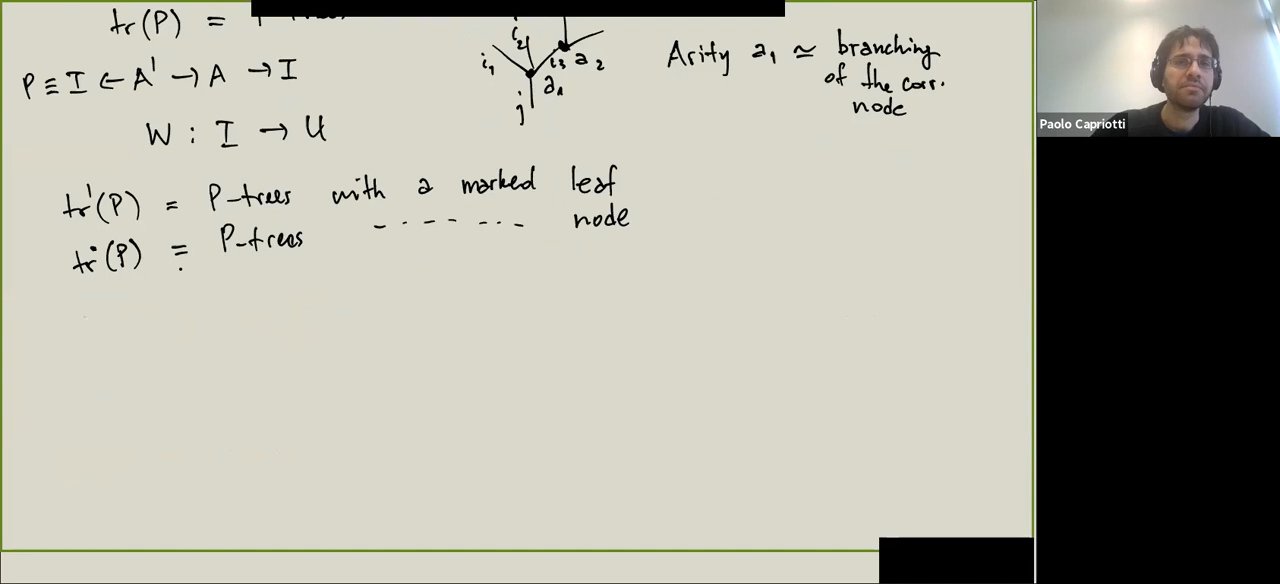 tr(P) =
P ≡ I ← A' → A → I
W : I → U
i₁ i₂ i₃ a₂
a₁
j
Arity a₁ ≃ branching
of the corr.
node
tr'(P) = P-trees with a marked leaf
tr•(P) = P-trees - - - - - - - node
Paolo Capriotti